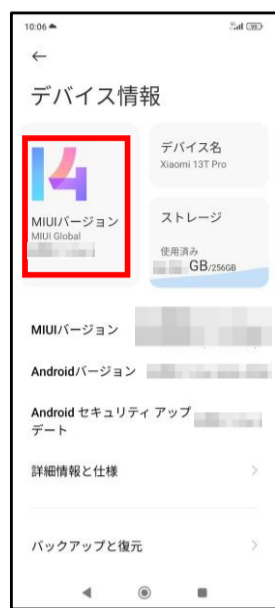 10:06
デバイス情報
14
MIUIバージョン
MIUI Global
デバイス名
Xiaomi 13T Pro
ストレージ
使用済み
GB/256GB
MIUIバージョン
Androidバージョン
Android セキュリティ アップ
デート
詳細情報と仕様
バックアップと復元